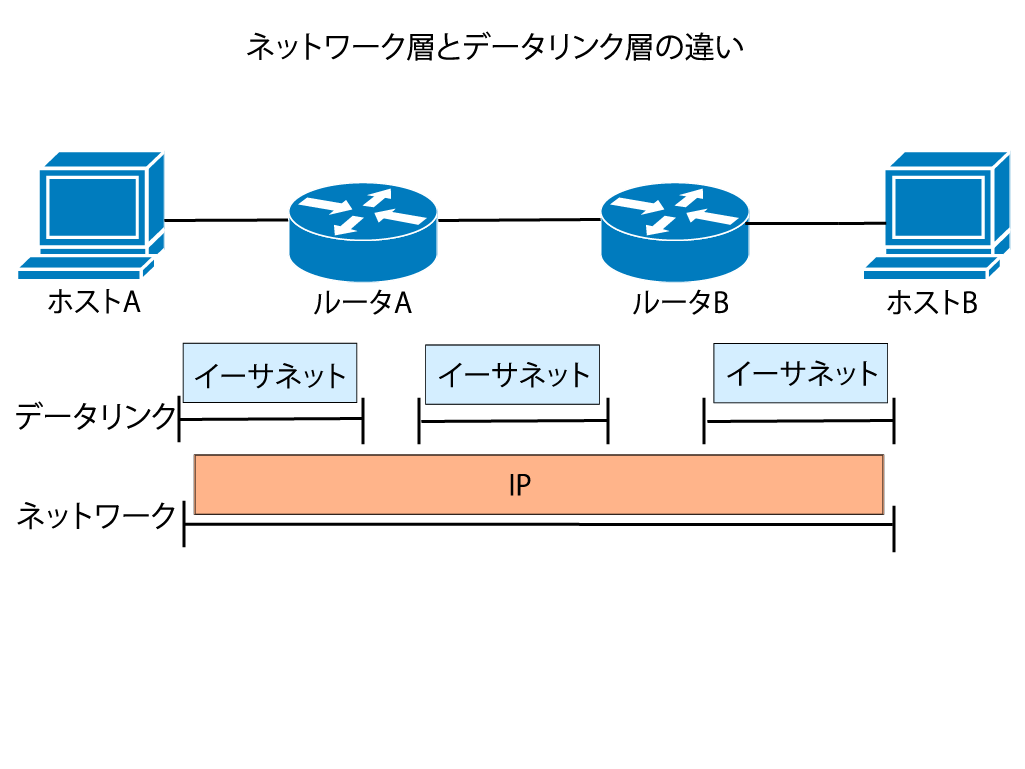 ネットワーク層とデータリンク層の違い
ホストA
ルータA
ルータB
ホストB
イーサネット
イーサネット
イーサネット
データリンク
IP
ネットワーク